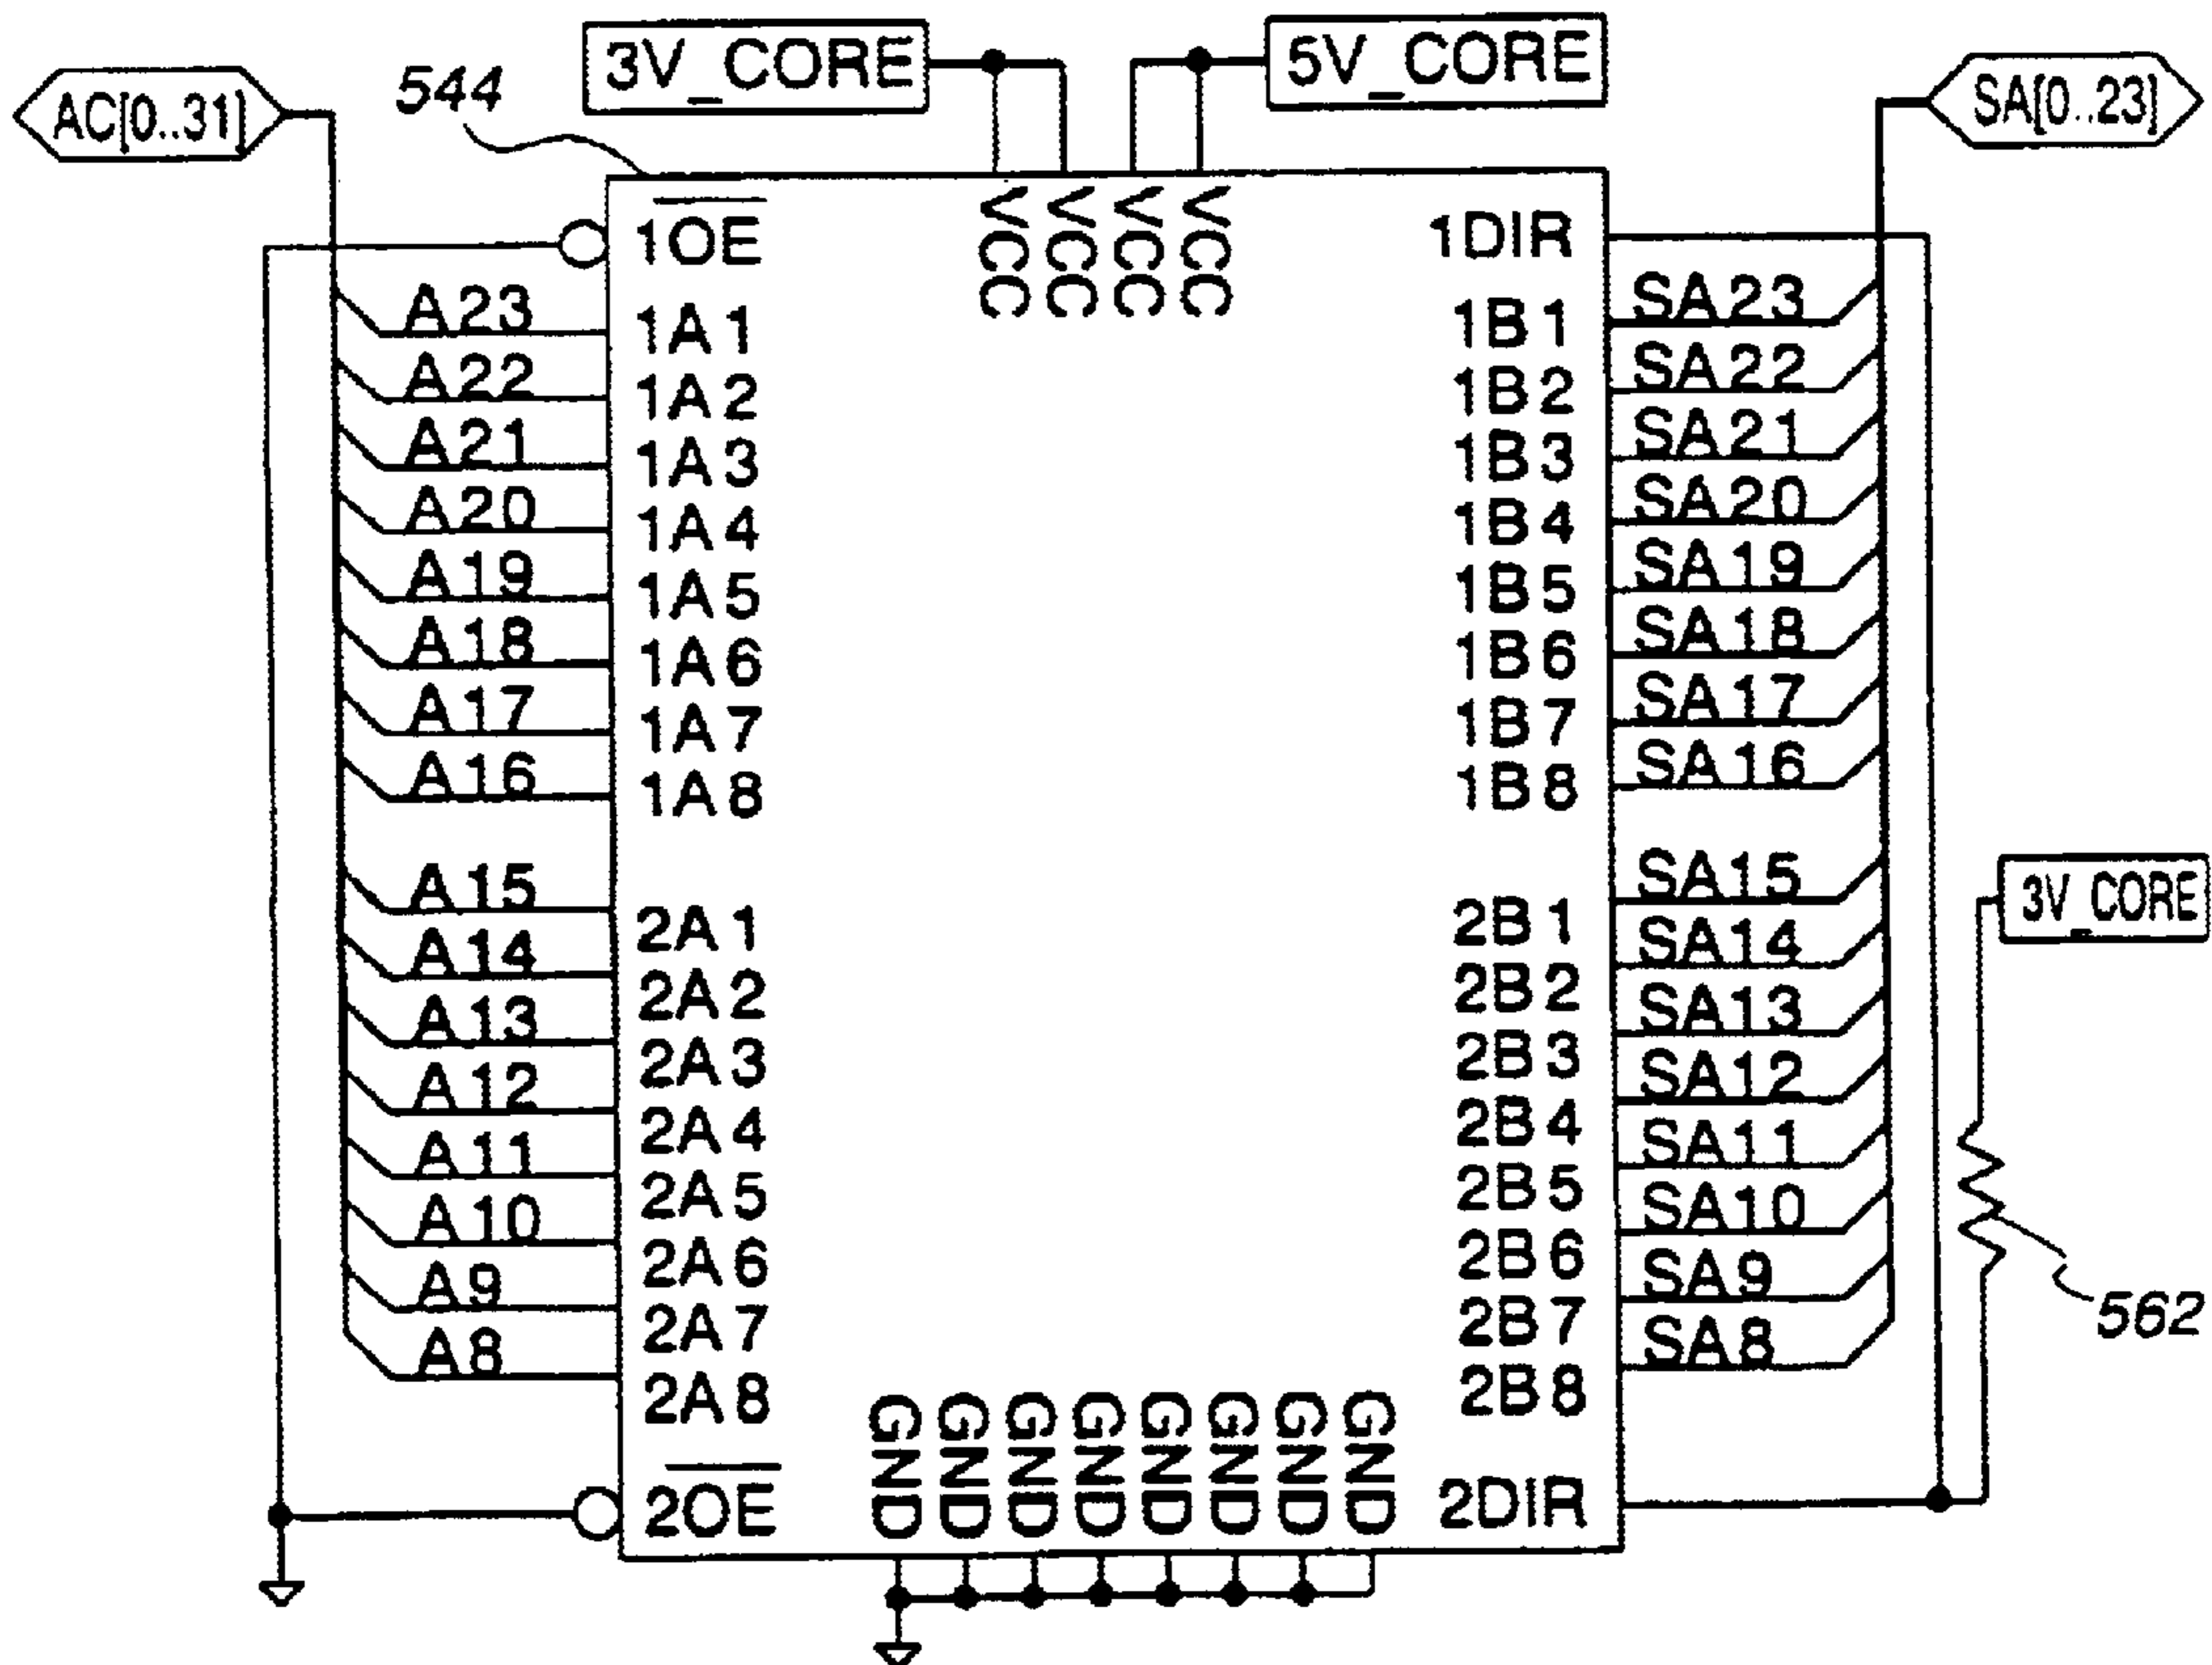 3V_CORE
5V_CORE
AC[0..31]
544
SA[0..23]
1OE
VCC
VCC
VCC
VCC
1DIR
A23
1A1
1B1
SA23
A22
1A2
1B2
SA22
A21
1A3
1B3
SA21
A20
1A4
1B4
SA20
A19
1A5
1B5
SA19
A18
1A6
1B6
SA18
A17
1A7
1B7
SA17
A16
1A8
1B8
SA16
A15
2A1
2B1
SA15
3V_CORE
A14
2A2
2B2
SA14
A13
2A3
2B3
SA13
A12
2A4
2B4
SA12
A11
2A5
2B5
SA11
A10
2A6
2B6
SA10
A9
2A7
2B7
SA9
562
A8
2A8
2B8
SA8
GND
GND
GND
GND
GND
GND
GND
GND
2OE
2DIR